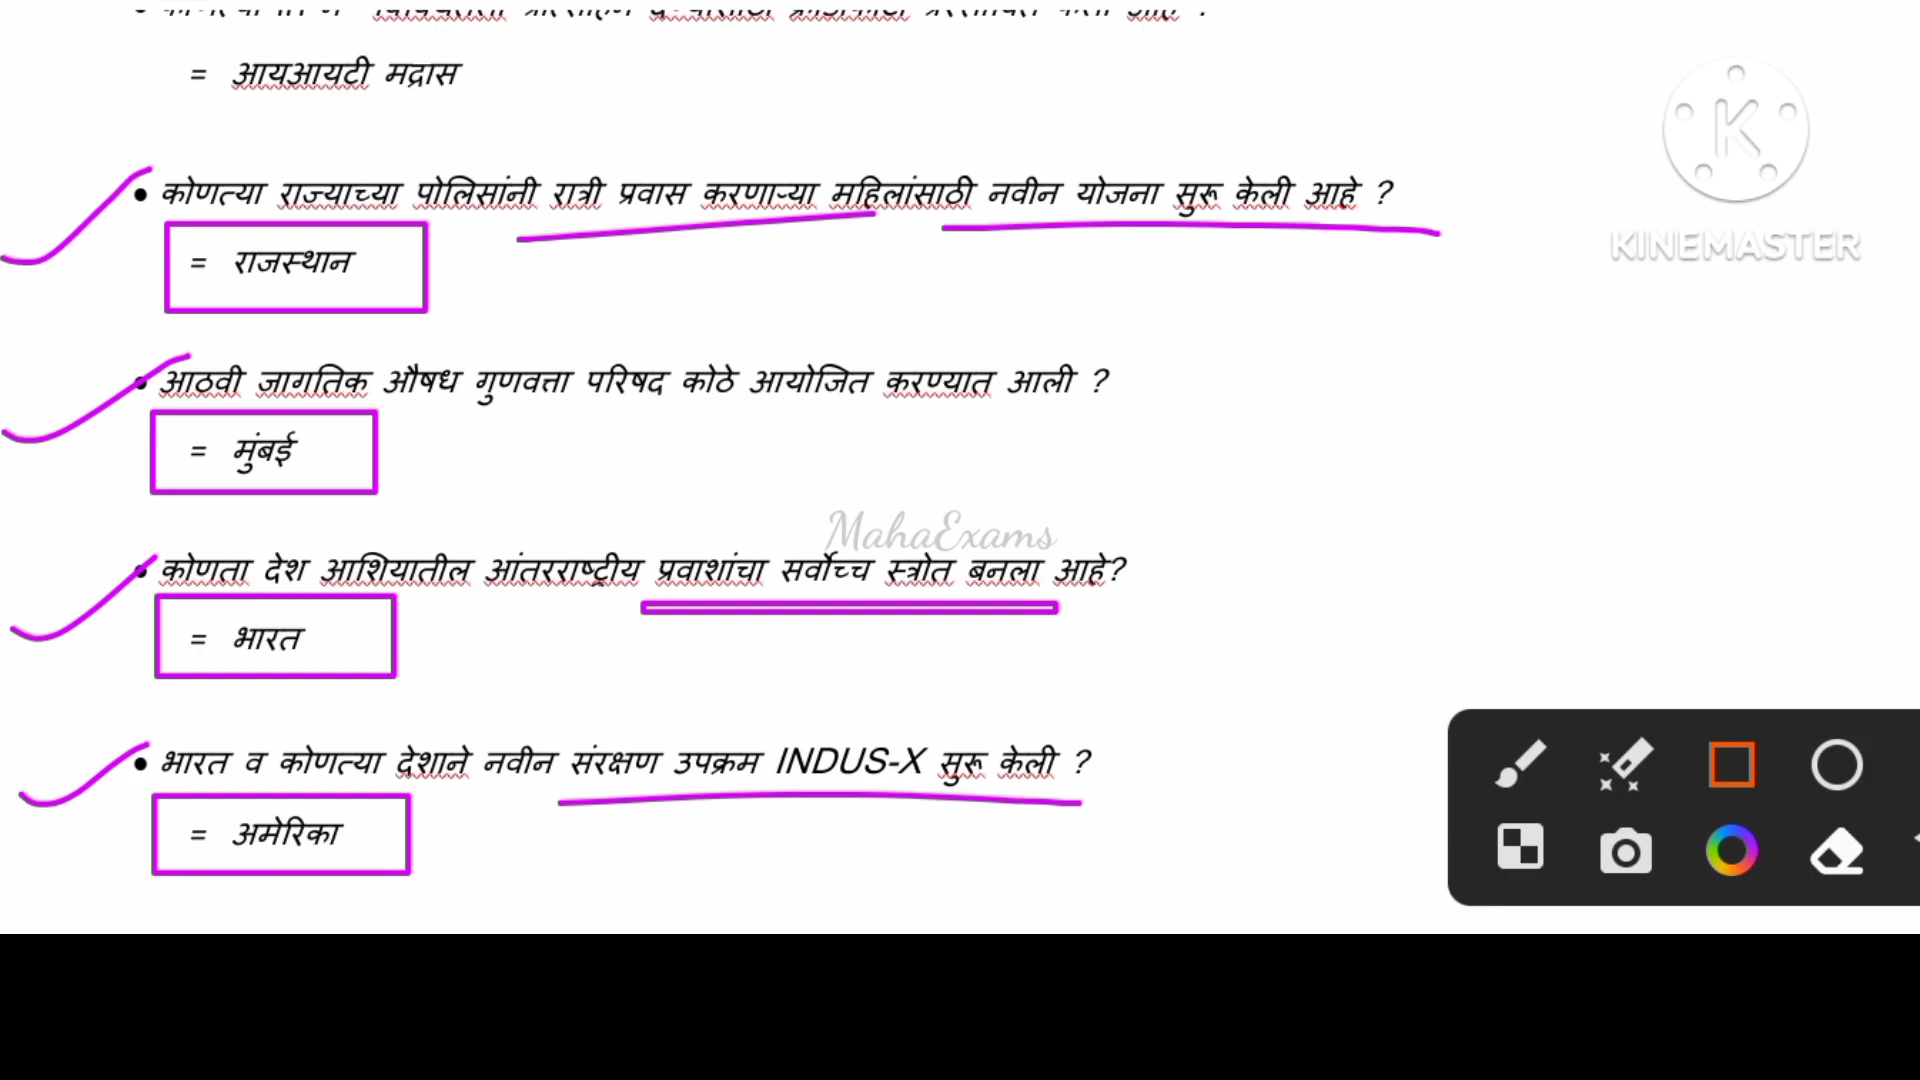 = आयआयटी मद्रास
• कोणत्या राज्याच्या पोलिसांनी रात्री प्रवास करणाऱ्या महिलांसाठी नवीन योजना सुरू केली आहे ?
= राजस्थान
• आठवी जागतिक औषध गुणवत्ता परिषद कोठे आयोजित करण्यात आली ?
= मुंबई
• कोणता देश आशियातील आंतरराष्ट्रीय प्रवाशांचा सर्वोच्च स्त्रोत बनला आहे?
= भारत
• भारत व कोणत्या देशाने नवीन संरक्षण उपक्रम INDUS-X सुरू केली ?
= अमेरिका
MahaExams
K
KINEMASTER